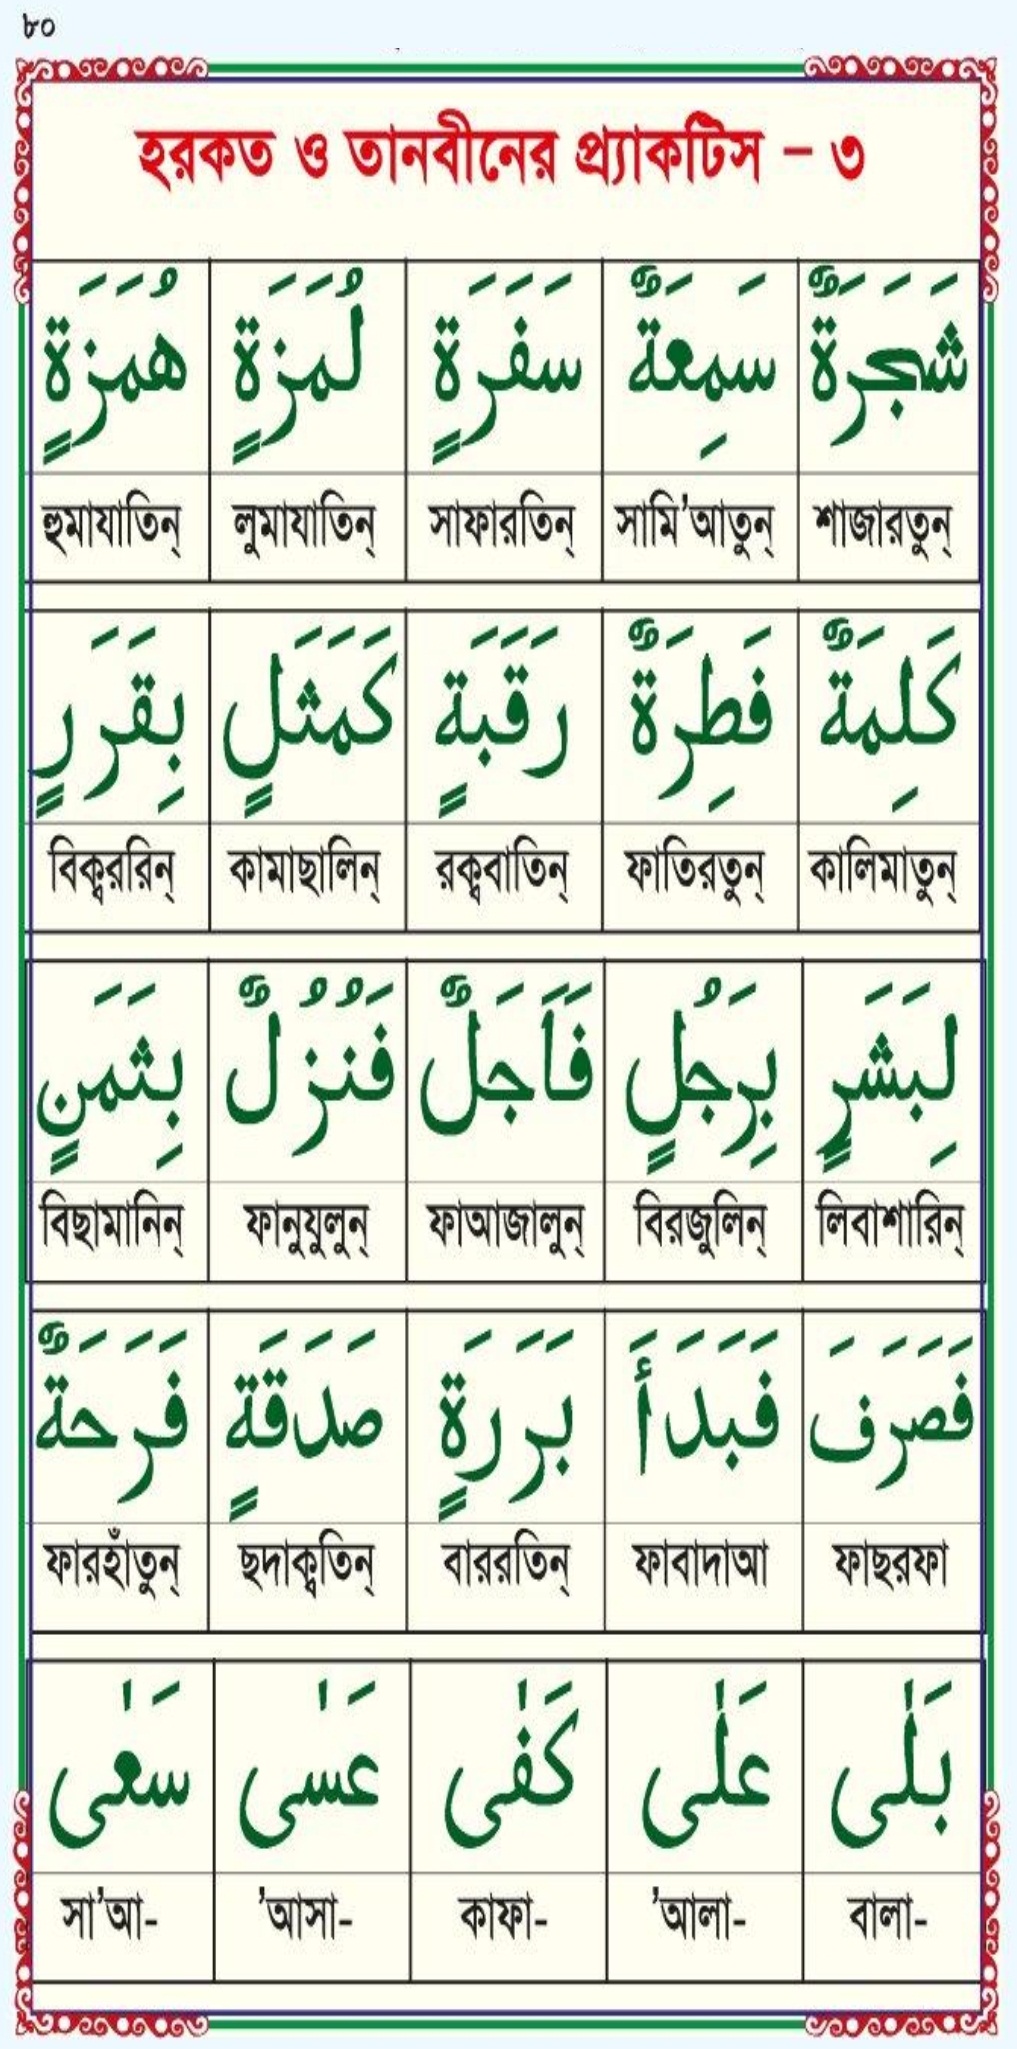 ৮০
হরকত ও তানবীনের প্র্যাকটিস – ৩
شَجَرَةٌ سَمِعَةٌ سَفَرَةٍ لُمَزَةٍ هُمَزَةٍ
শাজারতুন্ সামি'আতুন্ সাফারতিন্ লুমাযাতিন্ হুমাযাতিন্
كَلِمَةٌ فَطِرَةٌ رَقَبَةٍ كَمَثَلٍ بِقَرَرٍ
কালিমাতুন্ ফাতিরতুন্ রক্ববাতিন্ কামাছালিন্ বিক্বররিন্
لِبَشَرٍ بِرَجُلٍ فَاَجَلٌ فَنُزُلٌ بِثَمَنٍ
লিবাশারিন্ বিরজুলিন্ ফাআজালুন্ ফানুযুলুন্ বিছামানিন্
فَصَرَفَ فَبَدَأَ بَرَرَةٍ صَدَقَةٍ فَرَحَةٌ
ফাছরফা ফাবাদাআ বাররতিন্ ছদাক্বতিন্ ফারহাঁতুন্
بَلٰى عَلٰى كَفٰى عَسٰى سَعٰى
বালা- 'আলা- কাফা- 'আসা- সা'আ-